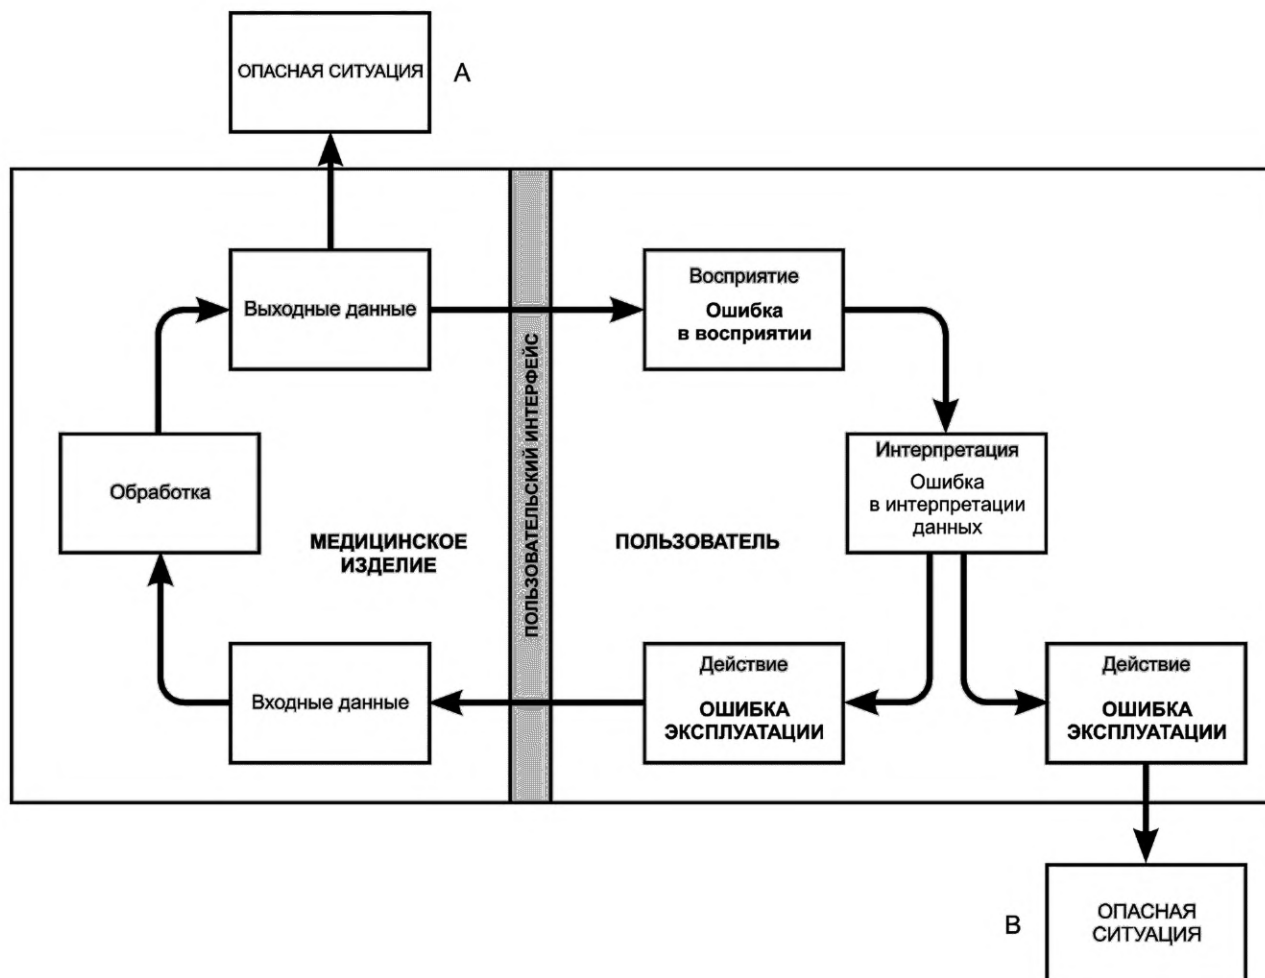 ОПАСНАЯ СИТУАЦИЯ
A
Выходные данные
Восприятие
Ошибка
в восприятии
ПОЛЬЗОВАТЕЛЬСКИЙ ИНТЕРФЕЙС
Интерпретация
Ошибка
в интерпретации
данных
Обработка
МЕДИЦИНСКОЕ
ИЗДЕЛИЕ
ПОЛЬЗОВАТЕЛЬ
Входные данные
Действие
ОШИБКА
ЭКСПЛУАТАЦИИ
Действие
ОШИБКА
ЭКСПЛУАТАЦИИ
B
ОПАСНАЯ
СИТУАЦИЯ